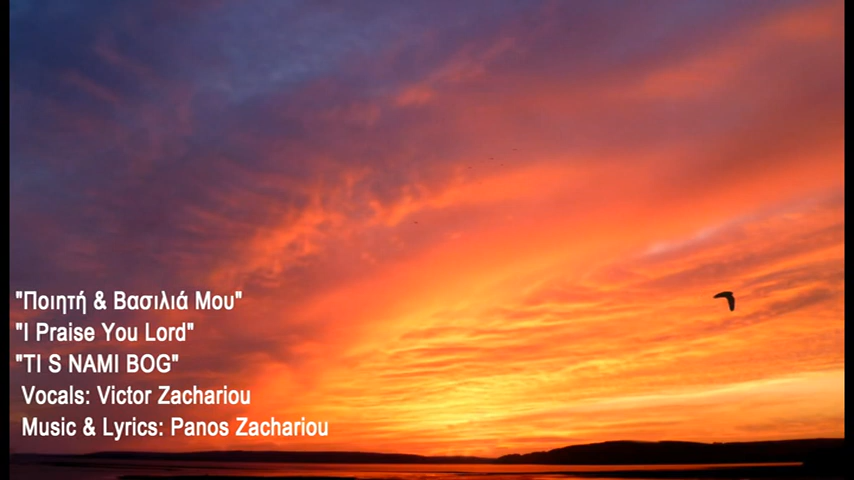 "Ποιητή & Βασιλιά Μου"
"I Praise You Lord"
"TI S NAMI BOG"
Vocals: Victor Zachariou
Music & Lyrics: Panos Zachariou